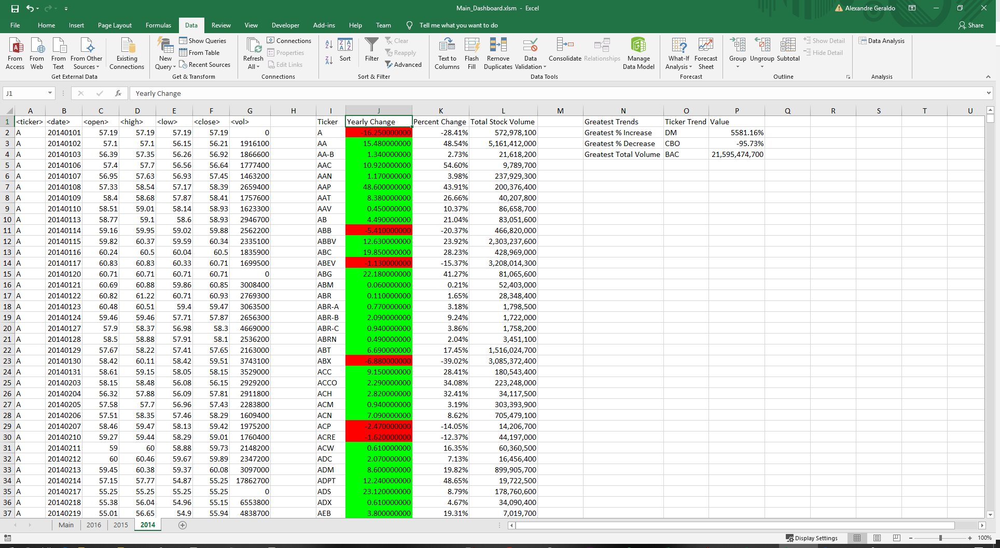 Main_Dashboard.xlsm - Excel
Alexandre Geraldo
File Home Insert Page Layout Formulas Data Review View Developer Add-ins Help Team Tell me what you want to do Share
From Access
From Web
From Text
From Other Sources
Existing Connections
Get External Data
New Query
Show Queries
From Table
Recent Sources
Get & Transform
Refresh All
Connections
Properties
Edit Links
Connections
Sort
Filter
Clear
Reapply
Advanced
Sort & Filter
Text to Columns
Flash Fill
Remove Duplicates
Data Validation
Consolidate
Relationships
Manage Data Model
Data Tools
What-If Analysis
Forecast Sheet
Forecast
Group
Ungroup
Subtotal
Show Detail
Hide Detail
Outline
Data Analysis
Analysis
J1 fx Yearly Change
A B C D E F G H I J K L M N O P Q R S T U
1 <ticker> <date> <open> <high> <low> <close> <vol> Ticker Yearly Change Percent Change Total Stock Volume Greatest Trends Ticker Trend Value
2 A 20140101 57.19 57.19 57.19 57.19 0 A -16.250000000 -28.41% 572,978,100 Greatest % Increase DM 5581.16%
3 A 20140102 57.1 57.1 56.15 56.21 1916100 AA 15.480000000 48.54% 5,161,412,000 Greatest % Decrease CBO -95.73%
4 A 20140103 56.39 57.35 56.26 56.92 1866600 AA-B 1.340000000 2.73% 21,618,200 Greatest Total Volume BAC 21,595,474,700
5 A 20140106 57.4 57.7 56.56 56.64 1777400 AAC 10.920000000 54.60% 9,789,700
6 A 20140107 56.95 57.63 56.93 57.45 1463200 AAN 1.170000000 3.98% 237,929,300
7 A 20140108 57.33 58.54 57.17 58.39 2659400 AAP 48.600000000 43.91% 200,376,400
8 A 20140109 58.4 58.68 57.87 58.41 1757600 AAT 8.380000000 26.66% 40,207,800
9 A 20140110 58.51 59.01 58.14 58.93 1623300 AAV 0.450000000 10.37% 86,658,700
10 A 20140113 58.77 59.1 58.6 58.93 2946700 AB 4.490000000 21.04% 83,051,600
11 A 20140114 59.16 59.95 59.02 59.88 2562200 ABB -5.410000000 -20.37% 466,820,000
12 A 20140115 59.82 60.37 59.59 60.34 2335100 ABBV 12.630000000 23.92% 2,303,237,600
13 A 20140116 60.24 60.5 60.04 60.5 1835900 ABC 19.850000000 28.23% 428,969,000
14 A 20140117 60.83 60.83 60.33 60.71 1699500 ABEV -1.130000000 -15.37% 3,208,014,300
15 A 20140120 60.71 60.71 60.71 60.71 0 ABG 22.180000000 41.27% 81,065,600
16 A 20140121 60.69 60.88 59.86 60.85 3008400 ABM 0.060000000 0.21% 52,403,000
17 A 20140122 60.82 61.22 60.71 60.93 2769300 ABR 0.110000000 1.65% 28,348,400
18 A 20140123 60.48 60.51 59.4 59.47 3063500 ABR-A 0.770000000 3.18% 1,798,500
19 A 20140124 59.46 59.46 57.71 57.87 2656300 ABR-B 2.090000000 9.24% 1,722,000
20 A 20140127 57.9 58.37 56.98 58.3 4669000 ABR-C 0.940000000 3.86% 1,758,200
21 A 20140128 58.5 58.88 57.91 58.1 2536200 ABRN 0.490000000 2.04% 3,451,100
22 A 20140129 57.67 58.22 57.41 57.65 2163000 ABT 6.690000000 17.45% 1,516,024,700
23 A 20140130 58.42 60.11 58.42 59.51 3743100 ABX -6.880000000 -39.02% 3,085,372,400
24 A 20140131 58.61 59.15 58.05 58.15 3529000 ACC 9.150000000 28.41% 180,543,400
25 A 20140203 58.15 58.48 56.08 56.15 2929200 ACCO 2.290000000 34.08% 223,248,000
26 A 20140204 56.32 57.88 56.09 57.81 2911800 ACH 2.820000000 32.41% 34,117,500
27 A 20140205 57.58 57.7 56.96 57.43 2283800 ACM 0.940000000 3.19% 303,393,900
28 A 20140206 57.51 58.35 57.46 58.29 1609400 ACN 7.090000000 8.62% 705,479,100
29 A 20140207 58.46 59.47 58.13 59.42 1975200 ACP -2.470000000 -14.05% 14,206,700
30 A 20140210 59.27 59.44 58.29 59.01 1760400 ACRE -1.620000000 -12.37% 44,197,000
31 A 20140211 59 60 58.88 59.73 2148200 ACW 0.610000000 16.35% 60,360,500
32 A 20140212 60 60.46 59.67 59.89 2347200 ADC 2.070000000 7.13% 16,456,400
33 A 20140213 59.45 60.38 59.37 60.08 3097000 ADM 8.600000000 19.82% 899,905,700
34 A 20140214 57.15 57.77 54.87 55.25 17862700 ADPT 12.240000000 48.65% 19,722,500
35 A 20140217 55.25 55.25 55.25 55.25 0 ADS 23.120000000 8.79% 178,760,600
36 A 20140218 55.38 56.04 54.96 55.15 6553800 ADX 0.610000000 4.67% 34,090,400
37 A 20140219 55.01 56.65 54.9 55.94 4838700 AEB 3.800000000 19.31% 7,019,700
Main 2016 2015 2014
Display Settings 100%